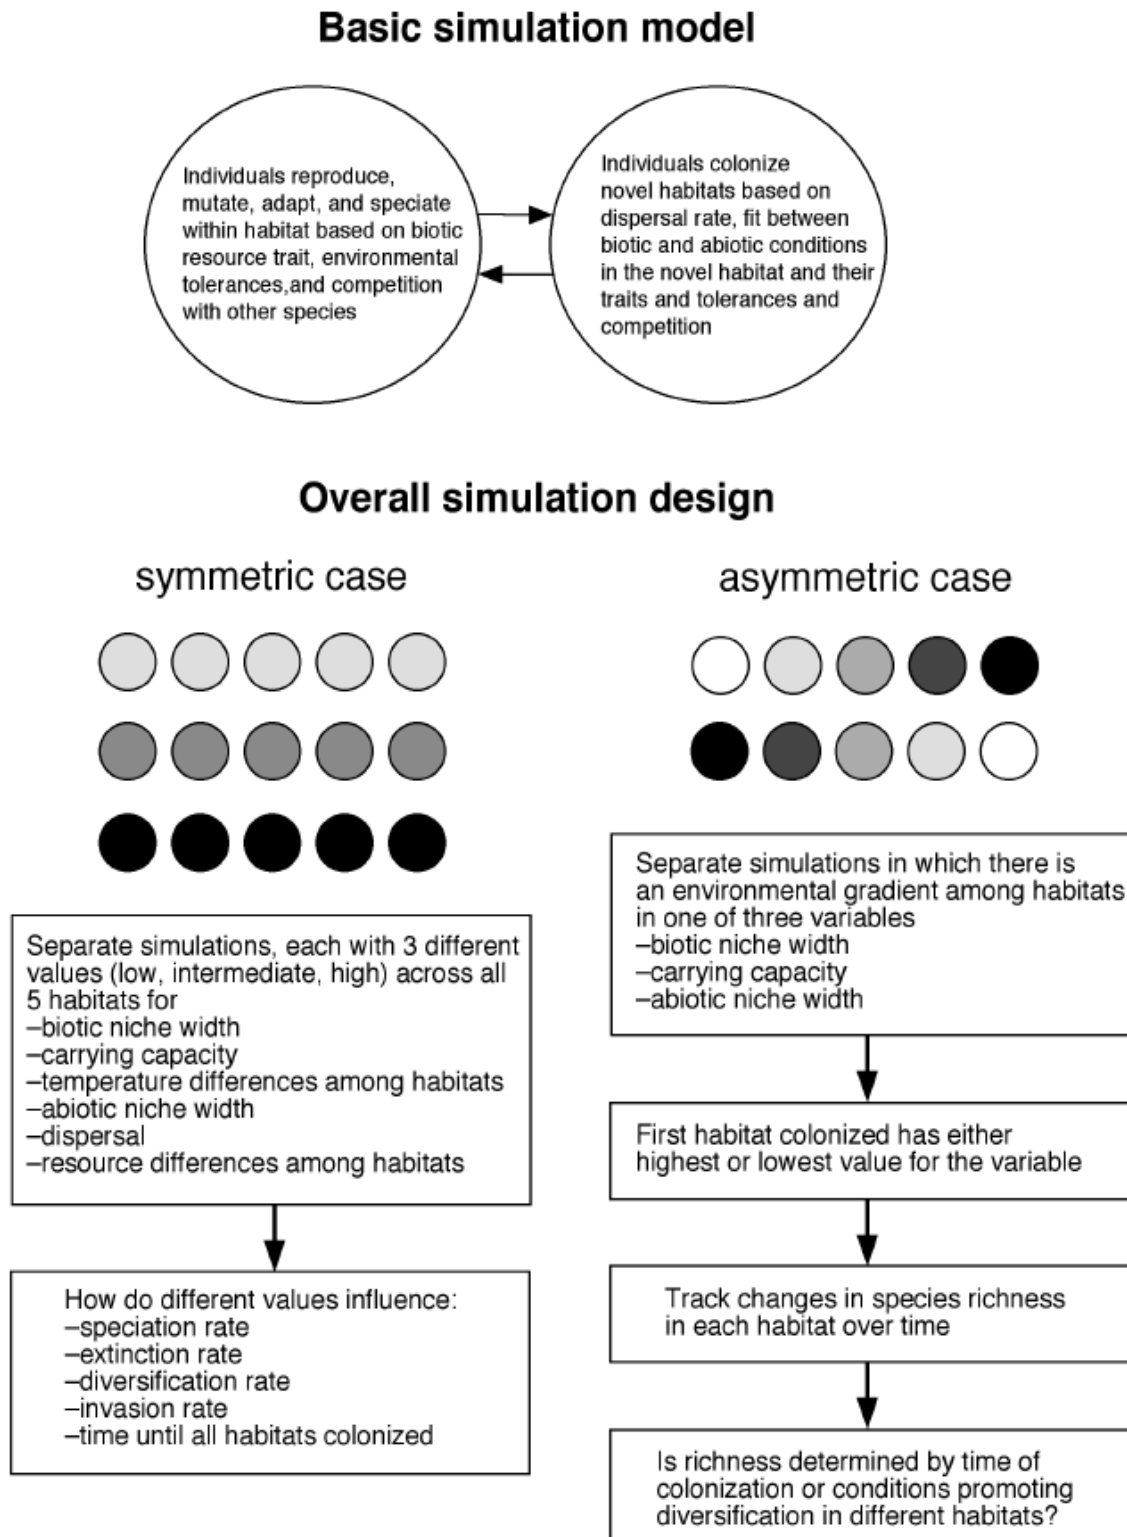 Basic simulation model
Individuals reproduce,
mutate, adapt, and speciate
within habitat based on biotic
resource trait, environmental
tolerances,and competition
with other species
Individuals colonize
novel habitats based on
dispersal rate, fit between
biotic and abiotic conditions
in the novel habitat and their
traits and tolerances and
competition
Overall simulation design
symmetric case
Separate simulations, each with 3 different
values (low, intermediate, high) across all
5 habitats for
–biotic niche width
–carrying capacity
–temperature differences among habitats
–abiotic niche width
–dispersal
–resource differences among habitats
How do different values influence:
–speciation rate
–extinction rate
–diversification rate
–invasion rate
–time until all habitats colonized
asymmetric case
Separate simulations in which there is
an environmental gradient among habitats
in one of three variables
–biotic niche width
–carrying capacity
–abiotic niche width
First habitat colonized has either
highest or lowest value for the variable
Track changes in species richness
in each habitat over time
Is richness determined by time of
colonization or conditions promoting
diversification in different habitats?